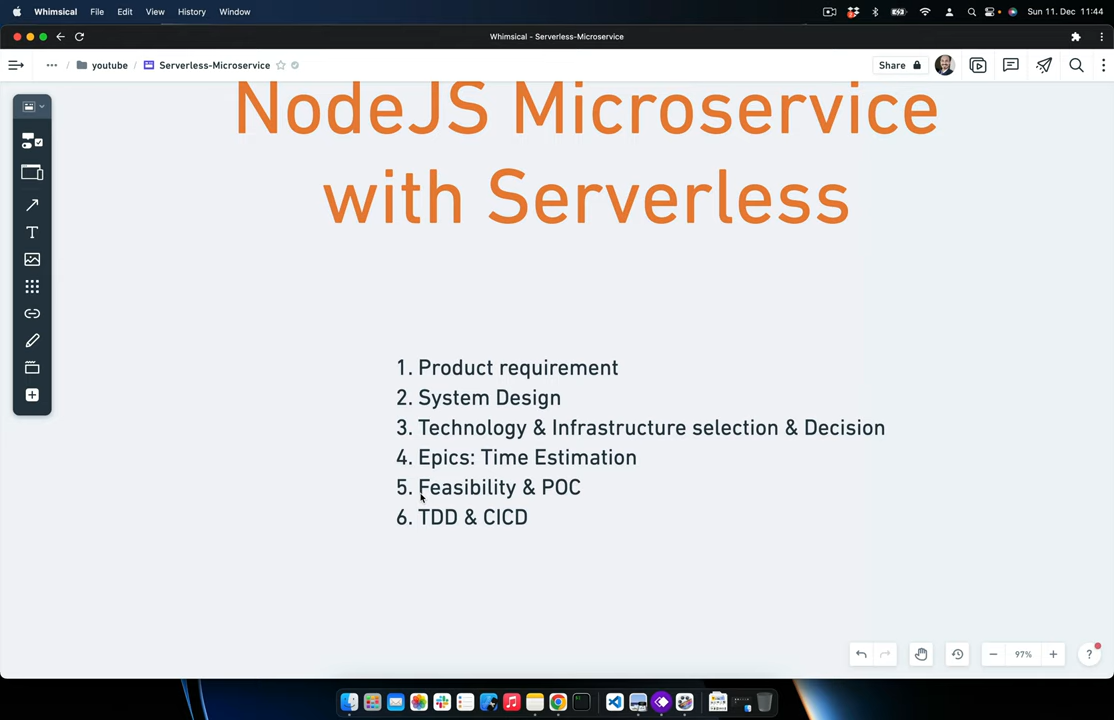 Whimsical File Edit View History Window
Sun 11. Dec 11:44
Whimsical - Serverless-Microservice
... / youtube / Serverless-Microservice
Share
T
NodeJS Microservice
with Serverless
1. Product requirement
2. System Design
3. Technology & Infrastructure selection & Decision
4. Epics: Time Estimation
5. Feasibility & POC
6. TDD & CICD
97%
?